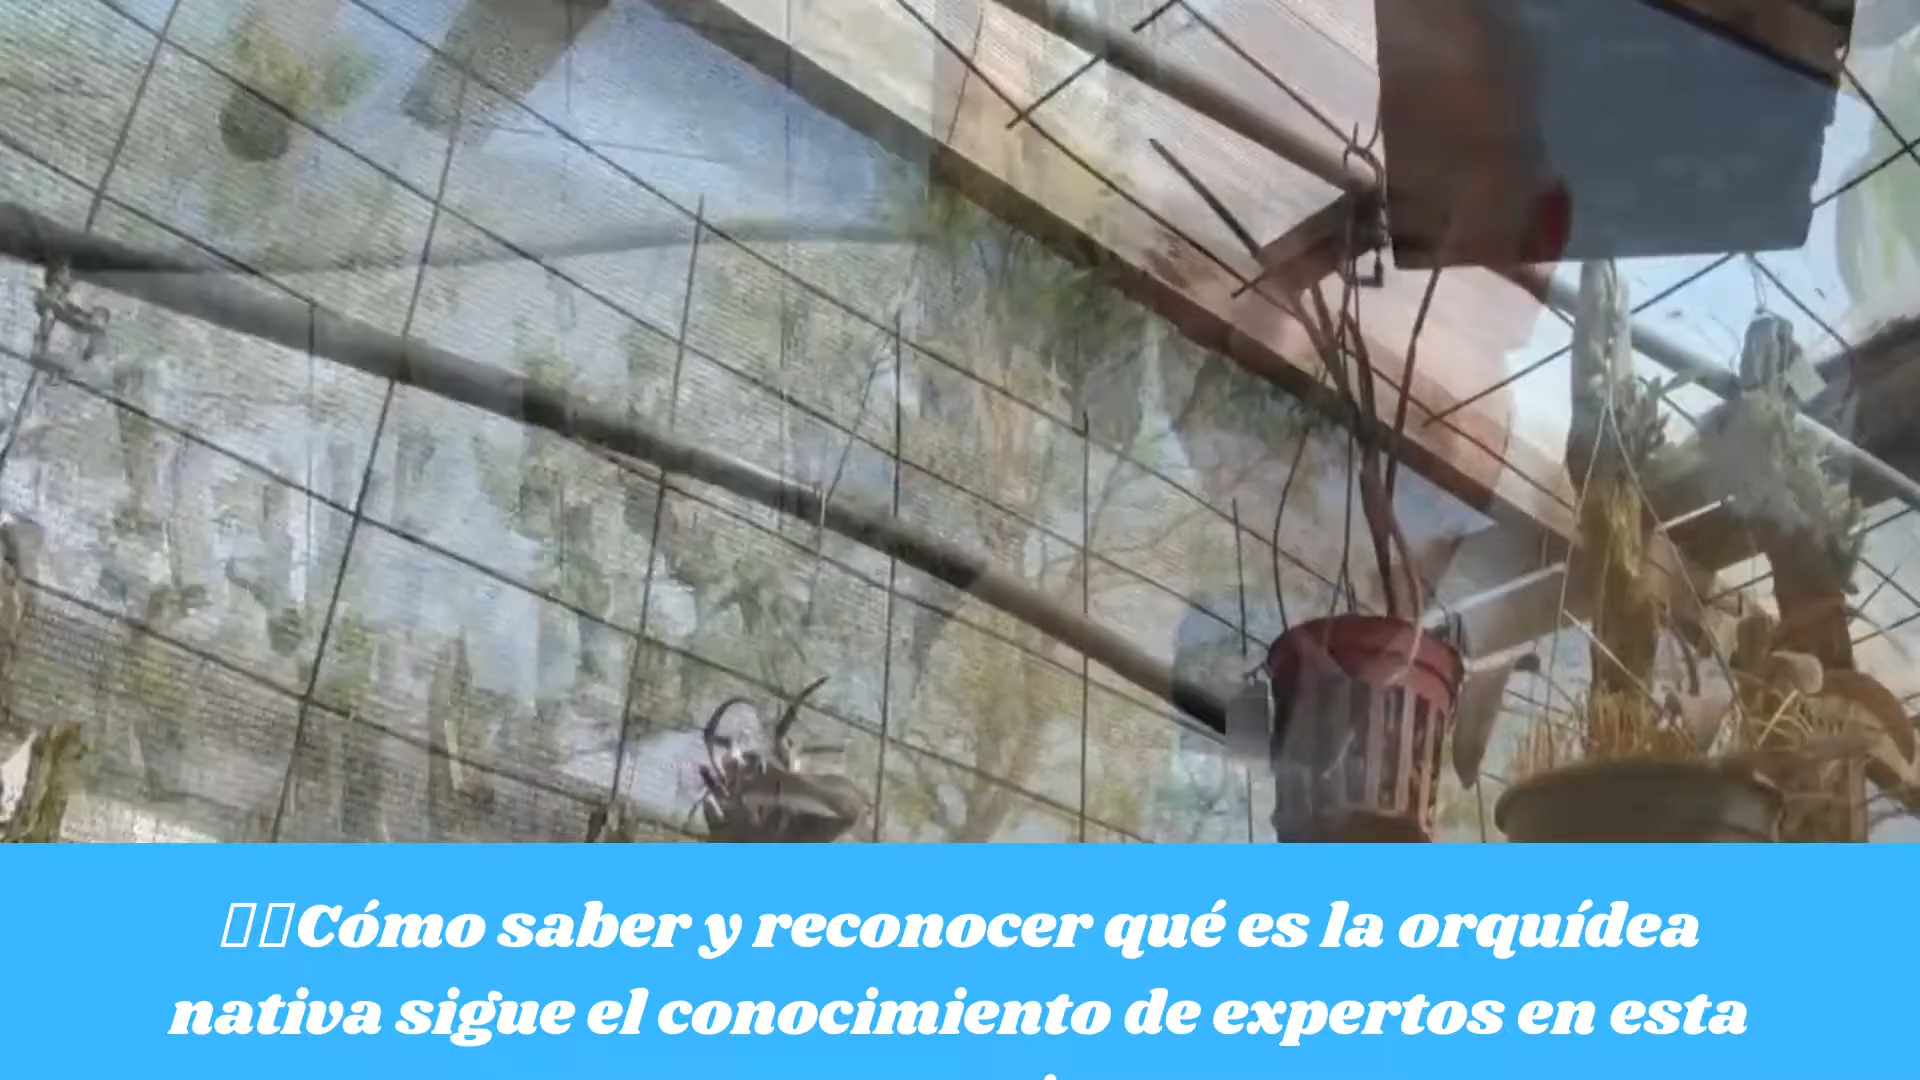 Cómo saber y reconocer qué es la orquídea
nativa sigue el conocimiento de expertos en esta